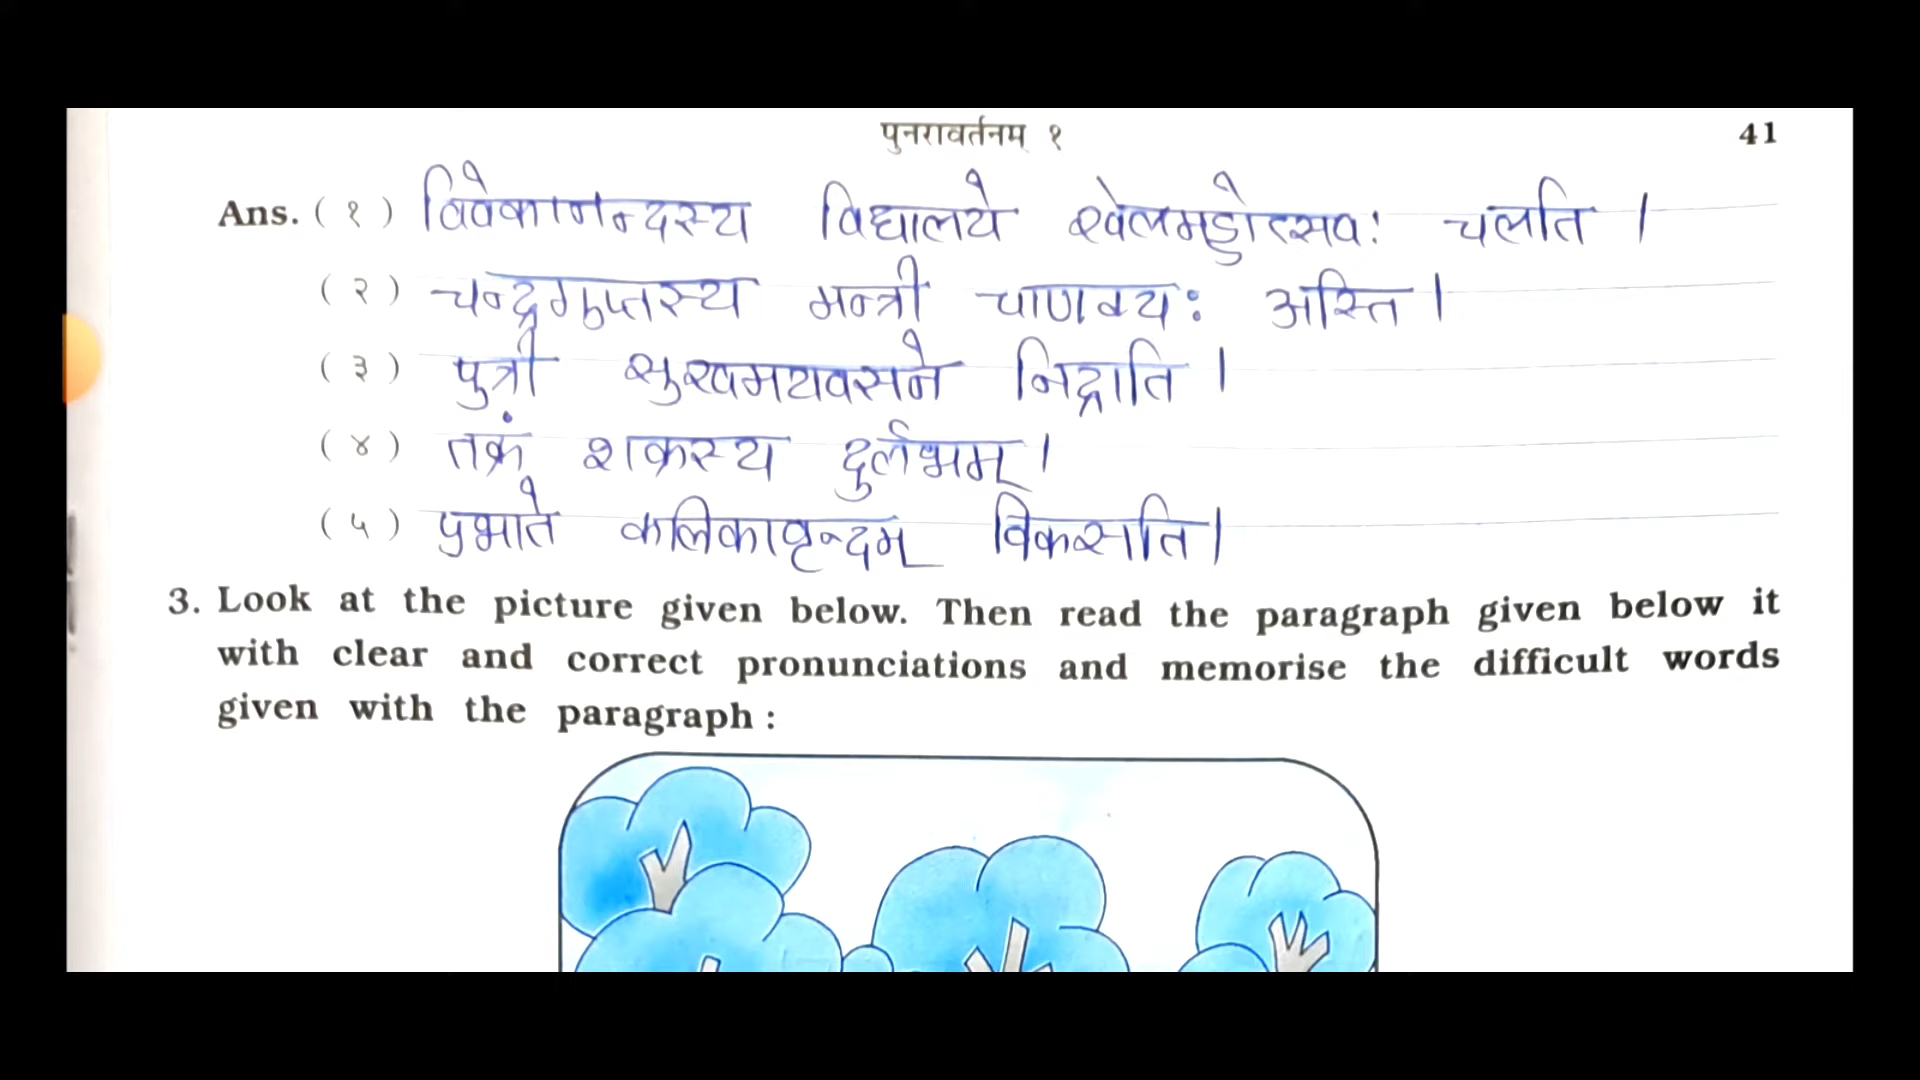 पुनरावर्तनम् १ 41
Ans. ( १ ) विवेकानन्दस्य विद्यालये खेलमहोत्सवः चलति ।
( २ ) चन्द्रगुप्तस्य मन्त्री चाणक्यः अस्ति ।
( ३ ) पुत्री सुखमयवसने निद्राति ।
( ४ ) तक्रं शक्रस्य दुर्लभम् ।
( ५ ) प्रभाते कलिकावृन्दम् विकसति ।
3. Look at the picture given below. Then read the paragraph given below it
with clear and correct pronunciations and memorise the difficult words
given with the paragraph :